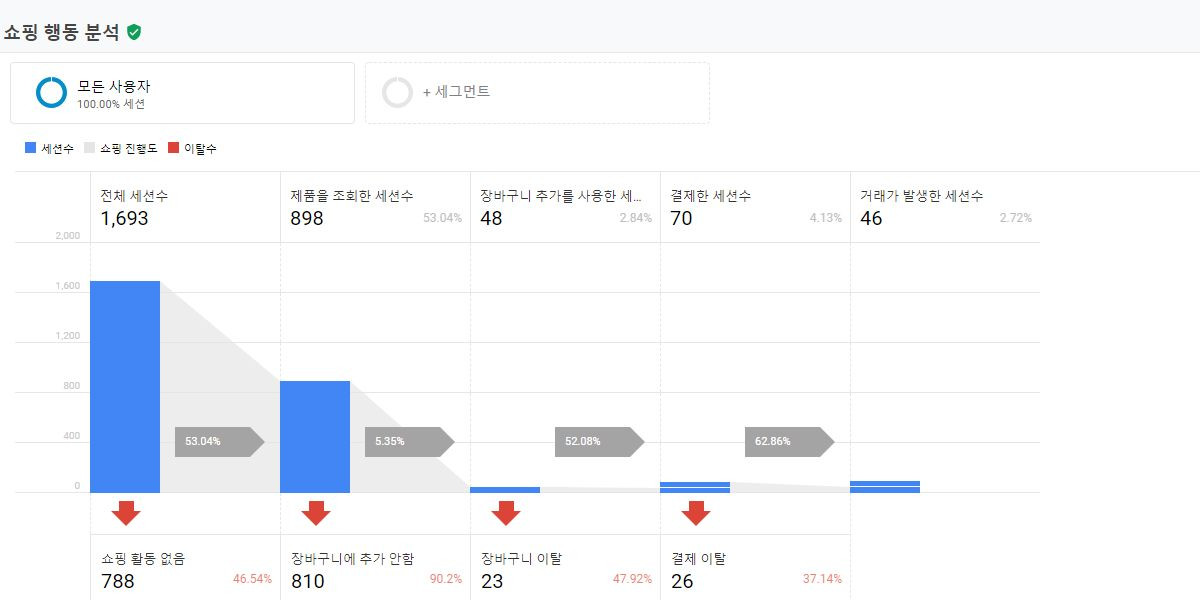 쇼핑 행동 분석
모든 사용자
100.00% 세션
+ 세그먼트
세션수 쇼핑 진행도 이탈수
전체 세션수 제품을 조회한 세션수 장바구니 추가를 사용한 세... 결제한 세션수 거래가 발생한 세션수
1,693 898 53.04% 48 2.84% 70 4.13% 46 2.72%
2,000
1,600
1,200
800
400
53.04% 5.35% 52.08% 62.86%
0
쇼핑 활동 없음 장바구니에 추가 안함 장바구니 이탈 결제 이탈
788 46.54% 810 90.2% 23 47.92% 26 37.14%